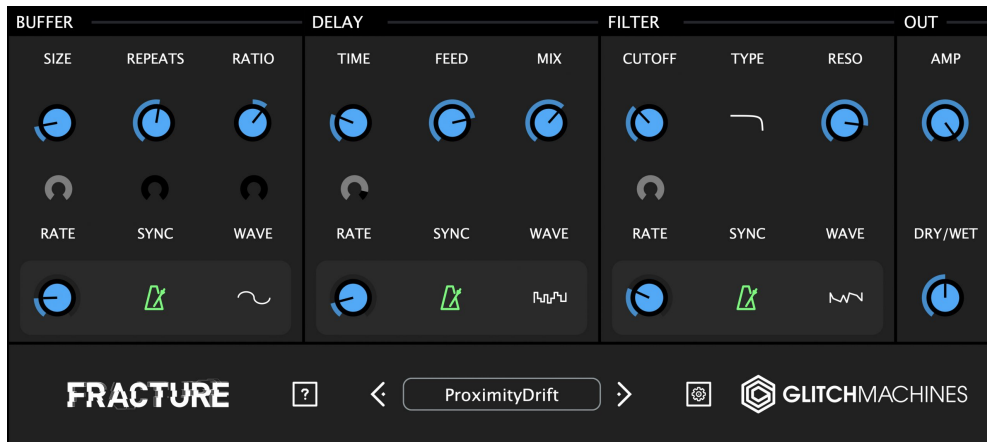 BUFFER DELAY FILTER OUT
SIZE REPEATS RATIO TIME FEED MIX CUTOFF TYPE RESO AMP
RATE SYNC WAVE RATE SYNC WAVE RATE SYNC WAVE DRY/WET
FRACTURE ? ProximityDrift GLITCHMACHINES